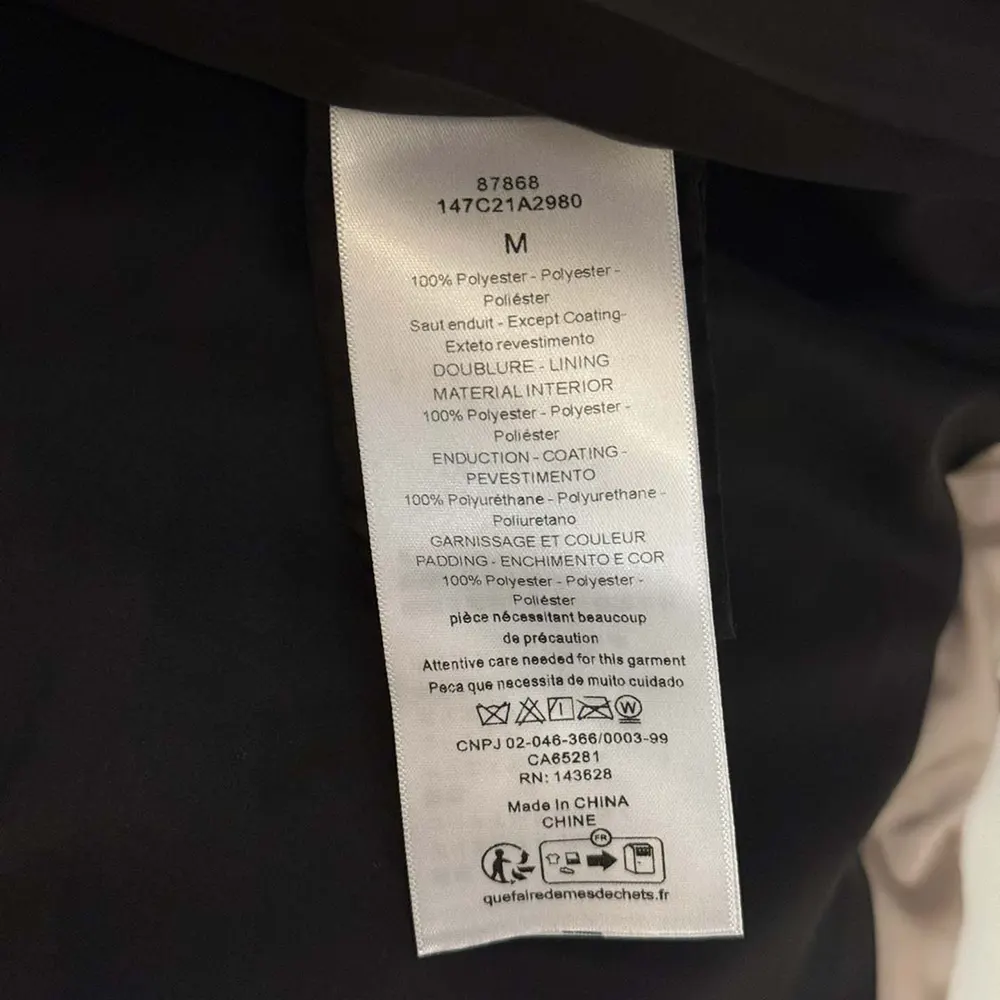 87868
147C21A2980
M
100% Polyester - Polyester -
Poliéster
Saut enduit - Except Coating-
Exteto revestimento
DOUBLURE - LINING
MATERIAL INTERIOR
100% Polyester - Polyester -
Poliéster
ENDUCTION - COATING -
PEVESTIMENTO
100% Polyuréthane - Polyurethane -
Poliuretano
GARNISSAGE ET COULEUR
PADDING - ENCHIMENTO E COR
100% Polyester - Polyester -
Poliéster
pièce nécessitant beaucoup
de précaution
Attentive care needed for this garment
Peca que necessita de muito cuidado
W
CNPJ 02-046-366/0003-99
CA65281
RN: 143628
Made In CHINA
CHINE
FR
quefairedemesdechets.fr